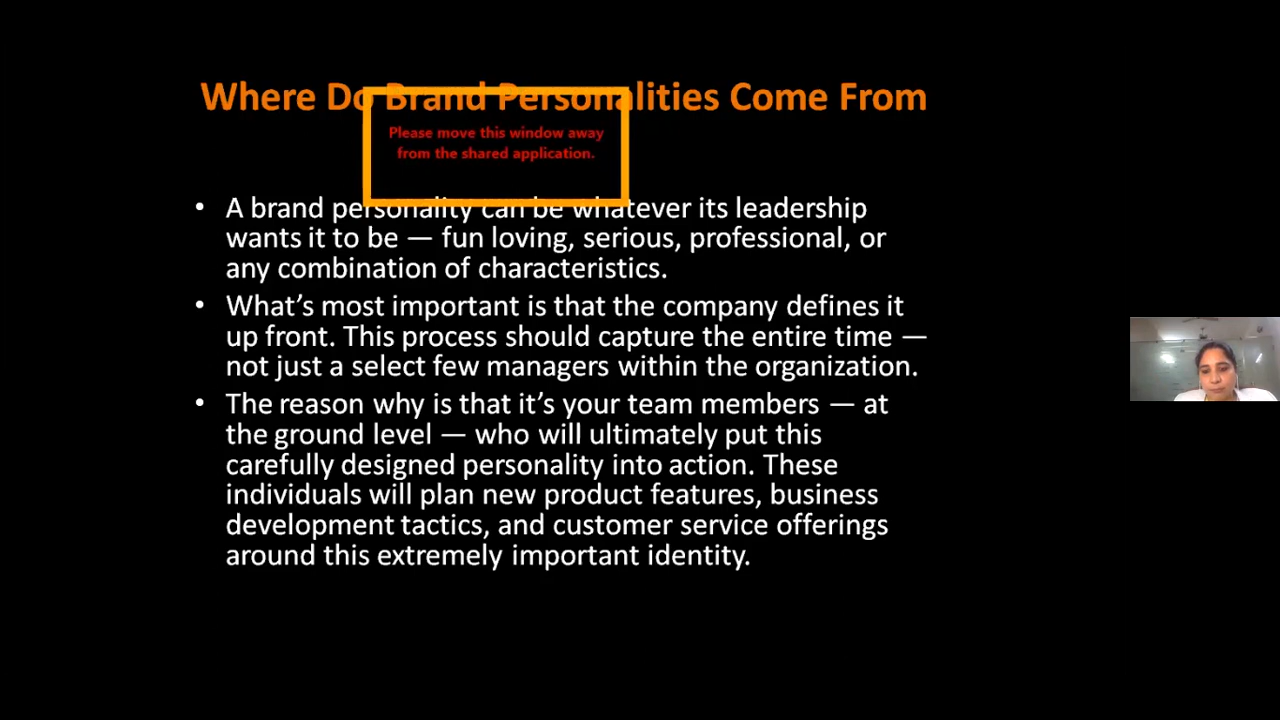 Where Do Brand Personalities Come From
Please move this window away
from the shared application.
• A brand personality can be whatever its leadership
wants it to be — fun loving, serious, professional, or
any combination of characteristics.
• What’s most important is that the company defines it
up front. This process should capture the entire time —
not just a select few managers within the organization.
• The reason why is that it’s your team members — at
the ground level — who will ultimately put this
carefully designed personality into action. These
individuals will plan new product features, business
development tactics, and customer service offerings
around this extremely important identity.